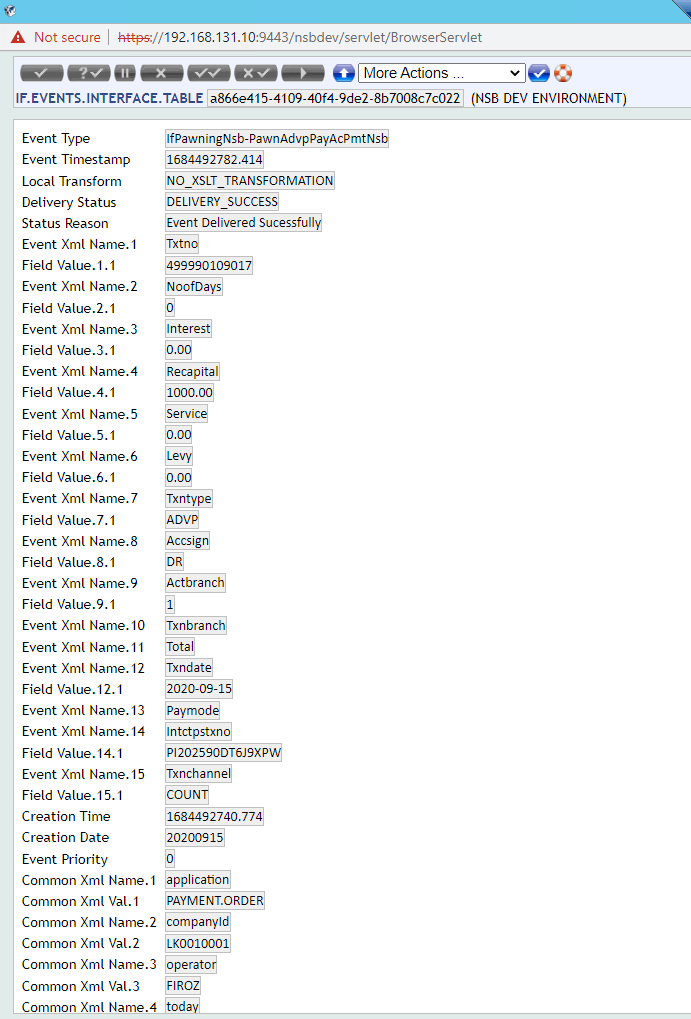 Not secure https://192.168.131.10:9443/nsbdev/servlet/BrowserServlet
More Actions ...
IF.EVENTS.INTERFACE.TABLE a866e415-4109-40f4-9de2-8b7008c7c022 (NSB DEV ENVIRONMENT)
Event Type IfPawningNsb-PawnAdvpPayAcPmtNsb
Event Timestamp 1684492782.414
Local Transform NO_XSLT_TRANSFORMATION
Delivery Status DELIVERY_SUCCESS
Status Reason Event Delivered Sucessfully
Event Xml Name.1 Txtno
Field Value.1.1 499990109017
Event Xml Name.2 NoofDays
Field Value.2.1 0
Event Xml Name.3 Interest
Field Value.3.1 0.00
Event Xml Name.4 Recapital
Field Value.4.1 1000.00
Event Xml Name.5 Service
Field Value.5.1 0.00
Event Xml Name.6 Levy
Field Value.6.1 0.00
Event Xml Name.7 Txntype
Field Value.7.1 ADVP
Event Xml Name.8 Accsign
Field Value.8.1 DR
Event Xml Name.9 Actbranch
Field Value.9.1 1
Event Xml Name.10 Txnbranch
Event Xml Name.11 Total
Event Xml Name.12 Txndate
Field Value.12.1 2020-09-15
Event Xml Name.13 Paymode
Event Xml Name.14 Intctpstxno
Field Value.14.1 PI202590DT6J9XPW
Event Xml Name.15 Txnchannel
Field Value.15.1 COUNT
Creation Time 1684492740.774
Creation Date 20200915
Event Priority 0
Common Xml Name.1 application
Common Xml Val.1 PAYMENT.ORDER
Common Xml Name.2 companyId
Common Xml Val.2 LK0010001
Common Xml Name.3 operator
Common Xml Val.3 FIROZ
Common Xml Name.4 today